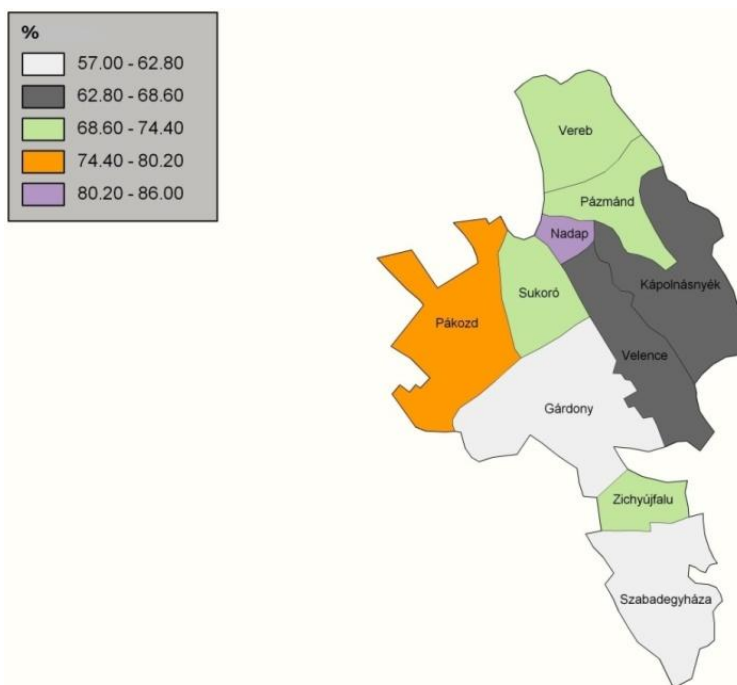 %
57.00 - 62.80
62.80 - 68.60
68.60 - 74.40
74.40 - 80.20
80.20 - 86.00
Vereb
Pázmánd
Nadap
Kápolnásnyék
Sukoró
Pákozd
Velence
Gárdony
Zichyújfalu
Szabadegyháza